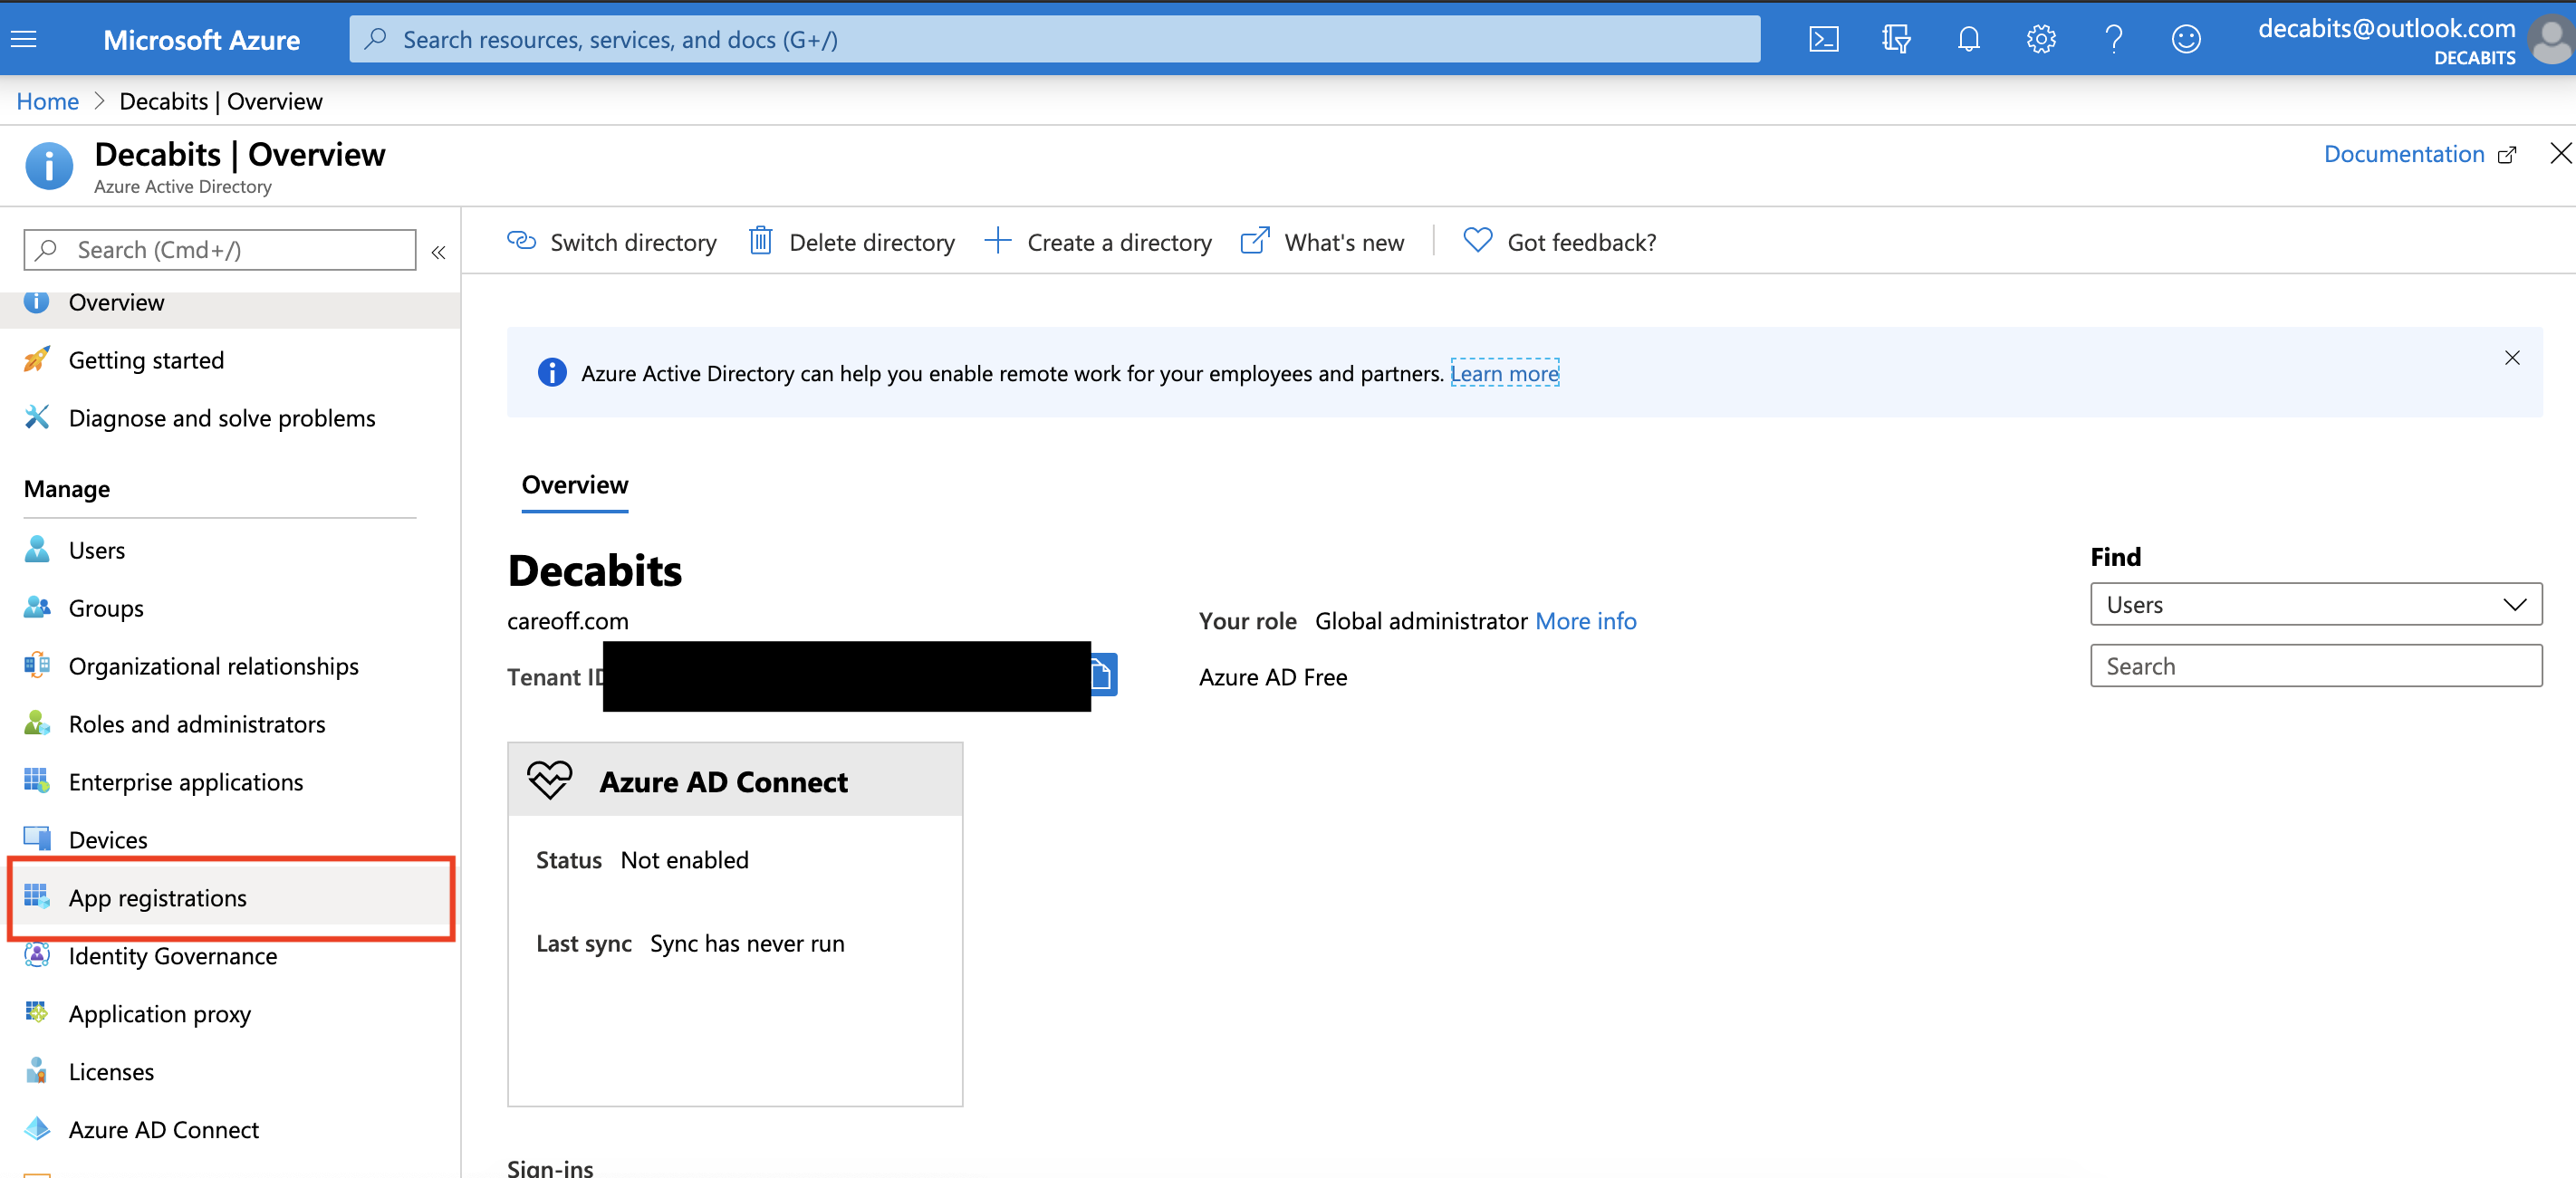 Microsoft Azure
Search resources, services, and docs (G+/)
decabits@outlook.com
DECABITS
Home > Decabits | Overview
Decabits | Overview
Azure Active Directory
Documentation
Search (Cmd+/)
Switch directory
Delete directory
Create a directory
What's new
Got feedback?
Overview
Getting started
Diagnose and solve problems
Manage
Users
Groups
Organizational relationships
Roles and administrators
Enterprise applications
Devices
App registrations
Identity Governance
Application proxy
Licenses
Azure AD Connect
Azure Active Directory can help you enable remote work for your employees and partners. Learn more
Overview
Decabits
careoff.com
Tenant ID
Your role Global administrator More info
Azure AD Free
Find
Users
Search
Azure AD Connect
Status Not enabled
Last sync Sync has never run
Sign-ins